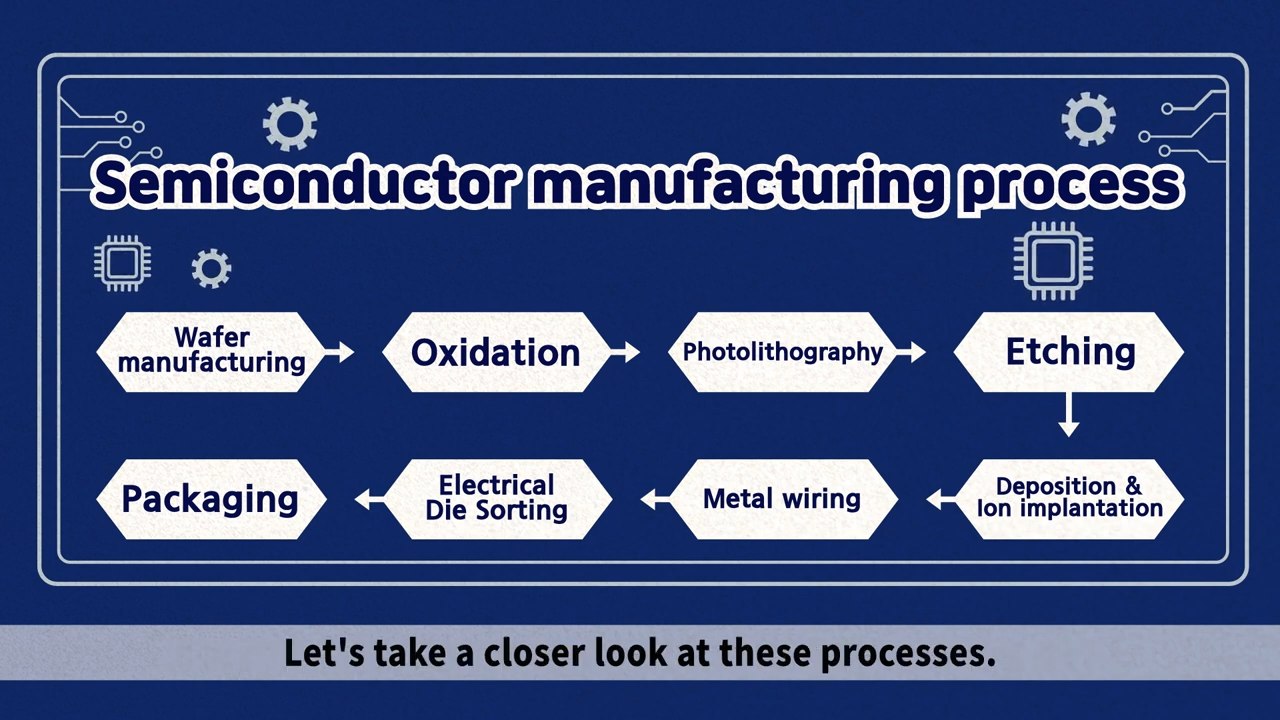 Semiconductor manufacturing process
Wafer
manufacturing
Oxidation
Photolithography
Etching
Deposition &
Ion implantation
Metal wiring
Electrical
Die Sorting
Packaging
Let's take a closer look at these processes.